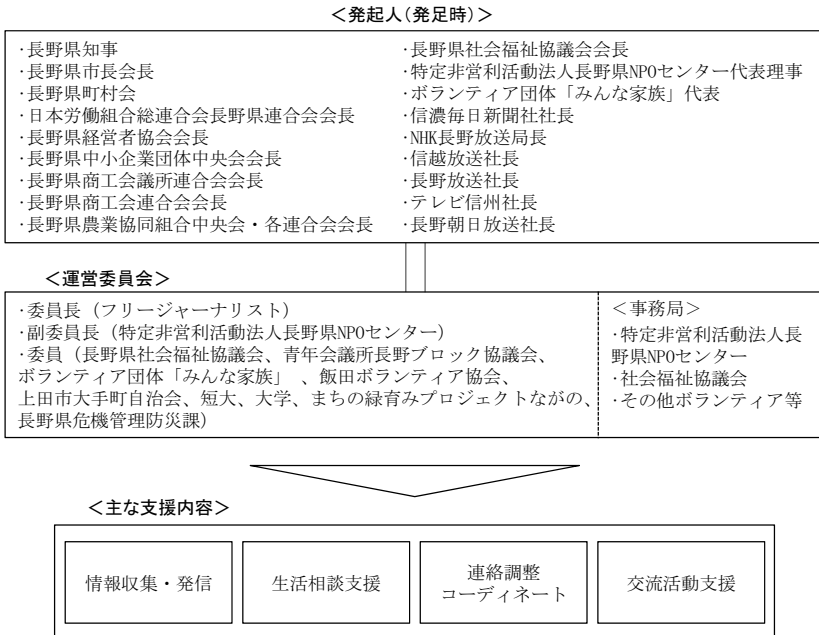 ＜発起人（発足時）＞
・長野県知事
・長野県市長会長
・長野県町村会
・日本労働組合総連合会長野県連合会会長
・長野県経営者協会会長
・長野県中小企業団体中央会会長
・長野県商工会議所連合会会長
・長野県商工会連合会会長
・長野県農業協同組合中央会・各連合会会長
・長野県社会福祉協議会会長
・特定非営利活動法人長野県NPOセンター代表理事
・ボランティア団体「みんな家族」代表
・信濃毎日新聞社社長
・NHK長野放送局長
・信越放送社長
・長野放送社長
・テレビ信州社長
・長野朝日放送社長
＜運営委員会＞
・委員長（フリージャーナリスト）
・副委員長（特定非営利活動法人長野県NPOセンター）
・委員（長野県社会福祉協議会、青年会議所長野ブロック協議会、
ボランティア団体「みんな家族」 、飯田ボランティア協会、
上田市大手町自治会、短大、大学、まちの緑育みプロジェクトながの、
長野県危機管理防災課）
＜事務局＞
・特定非営利活動法人長
野県NPOセンター
・社会福祉協議会
・その他ボランティア等
＜主な支援内容＞
情報収集・発信
生活相談支援
連絡調整
コーディネート
交流活動支援